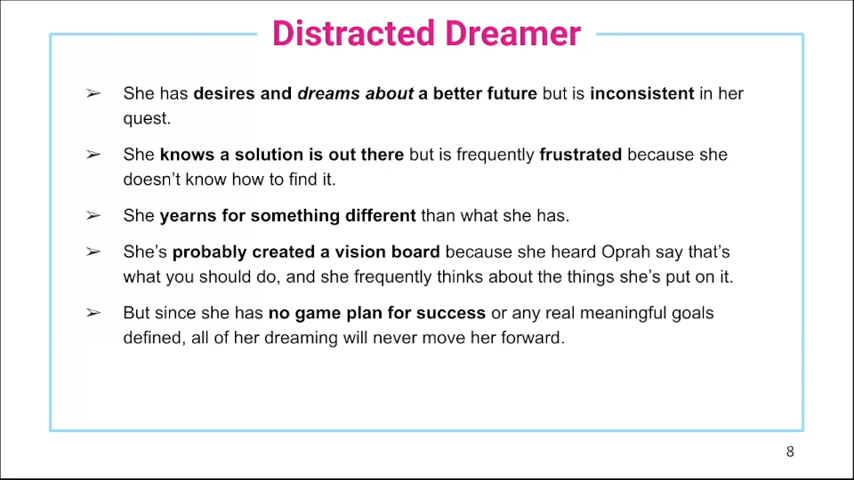 Distracted Dreamer
➢ She has desires and dreams about a better future but is inconsistent in her
quest.
➢ She knows a solution is out there but is frequently frustrated because she
doesn't know how to find it.
➢ She yearns for something different than what she has.
➢ She's probably created a vision board because she heard Oprah say that's
what you should do, and she frequently thinks about the things she's put on it.
➢ But since she has no game plan for success or any real meaningful goals
defined, all of her dreaming will never move her forward.
8